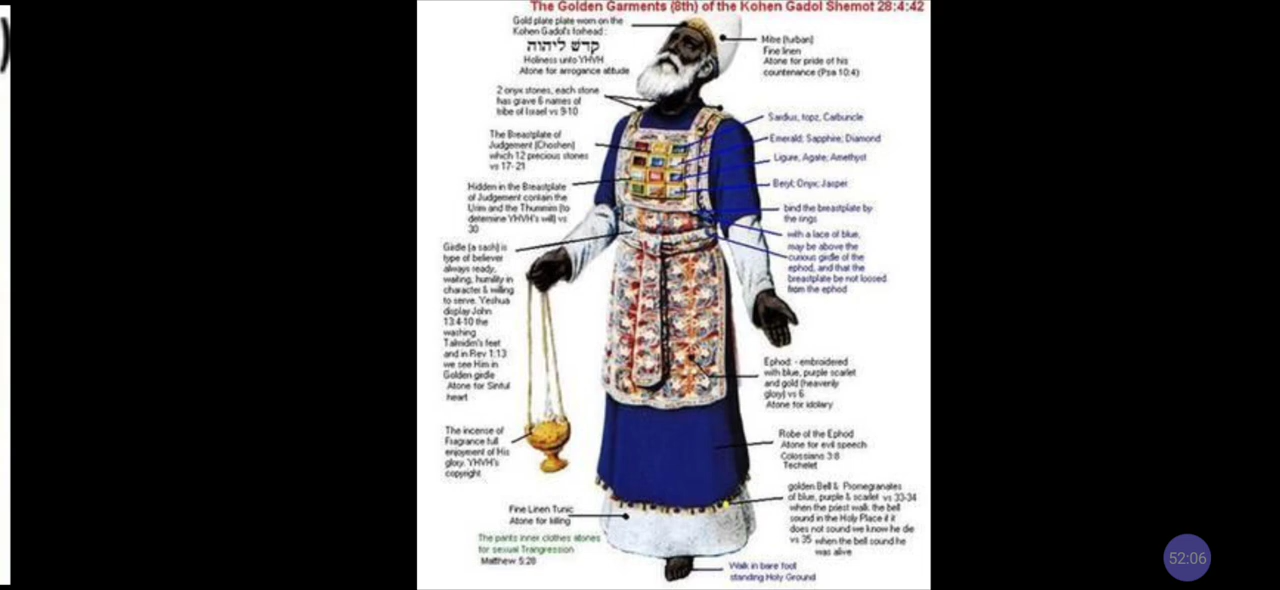 The Golden Garments (8th) of the Kohen Gadol Shemot 28:4:42
Gold plate plate worn on the
Kohen Gadol's forhead :
קדש ליהוה
Holiness unto YHVH
Atone for arrogance attitude
2 onyx stones, each stone
has grave 6 names of
tribe of Israel vs 9-10
The Breastplate of
Judgement (Choshen)
which 12 precious stones
vs 17- 21
Hidden in the Breastplate
of Judgement contain the
Urim and the Thummim (to
determine YHVH's will) vs
30
Girdle (a sash) is
type of believer
always ready,
waiting, humility in
character & willing
to serve. Yeshua
display John
13:4-10 the
washing
Talmidim's feet
and in Rev 1:13
we see Him in
Golden girdle
Atone for Sinful
heart
The incense of
Fragrance full
enjoyment of His
glory. YHVH's
copyright
Fine Linen Tunic
Atone for killing
The pants inner clothes atones
for sexual Trangression
Matthew 5:28
Mitre (turban)
Fine linen
Atone for pride of his
countenance (Psa 10:4)
Sardius, topz, Carbuncle
Emerald; Sapphire; Diamond
Ligure, Agate; Amethyst
Beryl; Onyx; Jasper
bind the breastplate by
the rings
with a lace of blue,
may be above the
curious girdle of the
ephod, and that the
breastplate be not loosed
from the ephod
Ephod: - embroidered
with blue, purple scarlet
and gold (heavenly
glory) vs 6
Atone for idolary
Robe of the Ephod
Atone for evil speech
Colossians 3:8
Techelet
golden Bell & Promegranates
of blue, purple & scarlet vs 33-34
when the priest walk the bell
sound in the Holy Place if it
does not sound we know he die
vs 35 when the bell sound he
was alive
Walk in bare foot
standing Holy Ground
52:06